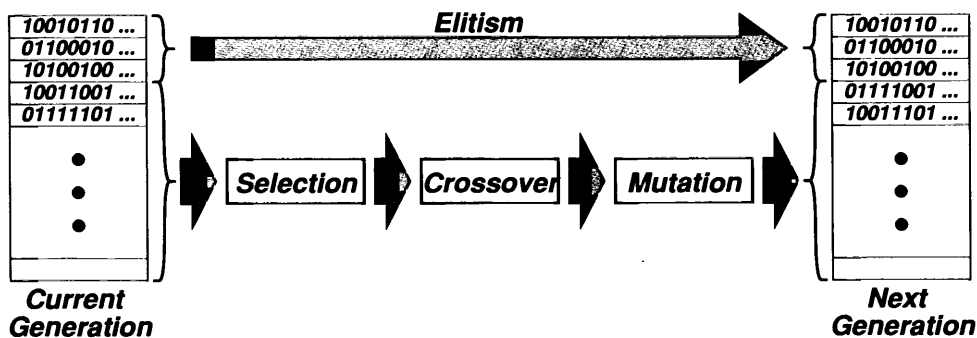 Elitism
10010110 ...
01100010 ...
10100100 ...
10011001 ...
01111101 ...
Selection
Crossover
Mutation
10010110 ...
01100010 ...
10100100 ...
01111001 ...
10011101 ...
Current
Generation
Next
Generation